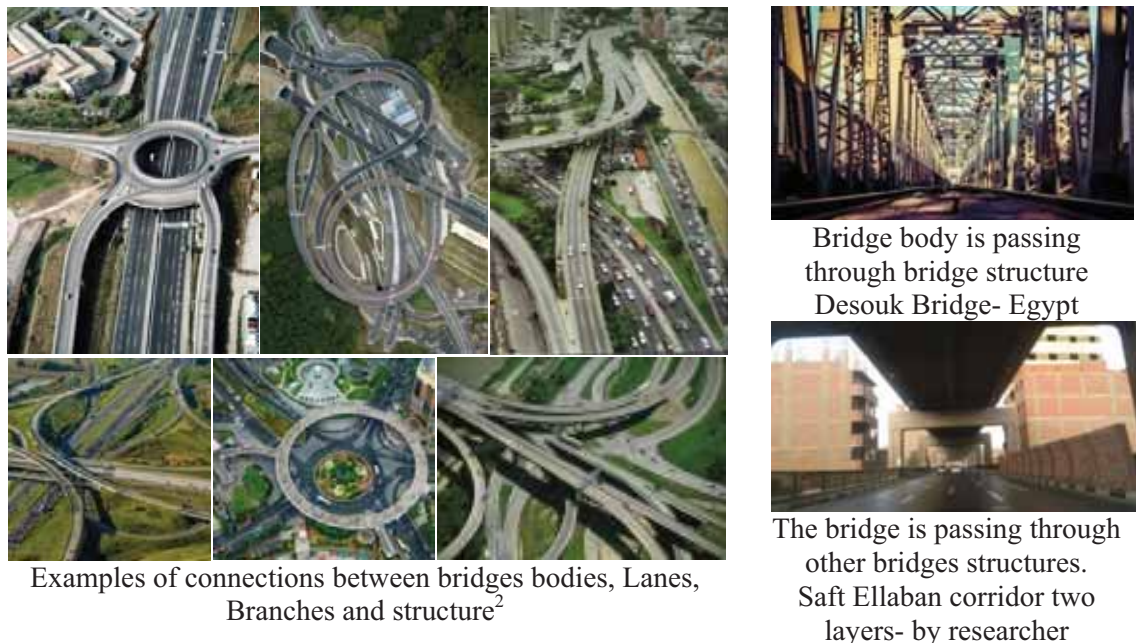 Examples of connections between bridges bodies, Lanes,
Branches and structure2
Bridge body is passing
through bridge structure
Desouk Bridge- Egypt
The bridge is passing through
other bridges structures.
Saft Ellaban corridor two
layers- by researcher